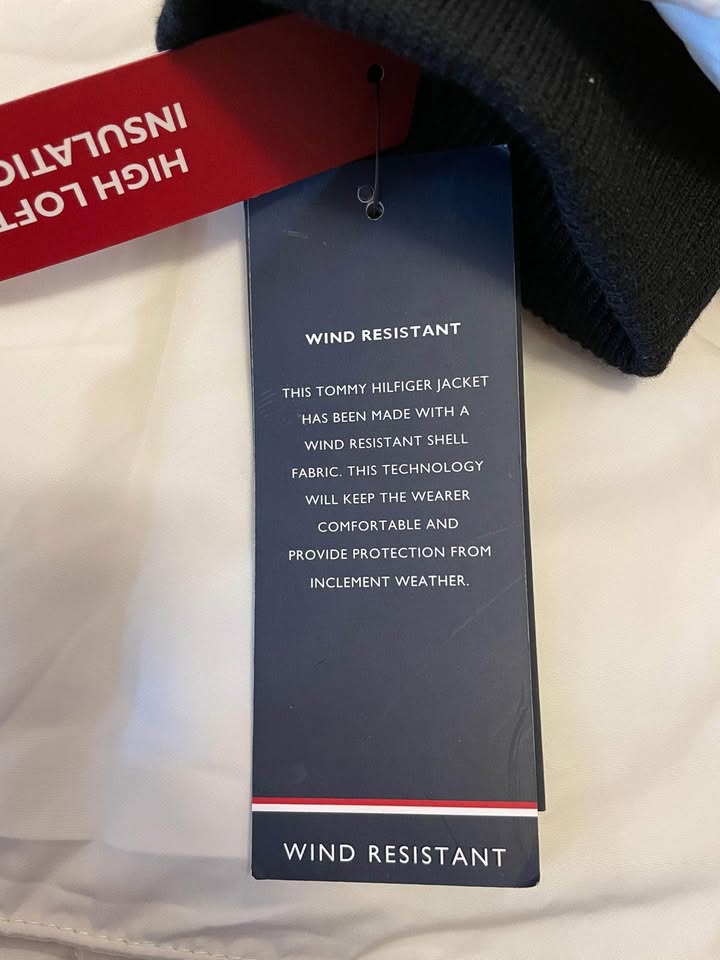 HIGH LOFT
WIND RESISTANT
THIS TOMMY HILFIGER JACKET
HAS BEEN MADE WITH A
WIND RESISTANT SHELL
FABRIC. THIS TECHNOLOGY
WILL KEEP THE WEARER
COMFORTABLE AND
PROVIDE PROTECTION FROM
INCLEMENT WEATHER.
WIND RESISTANT